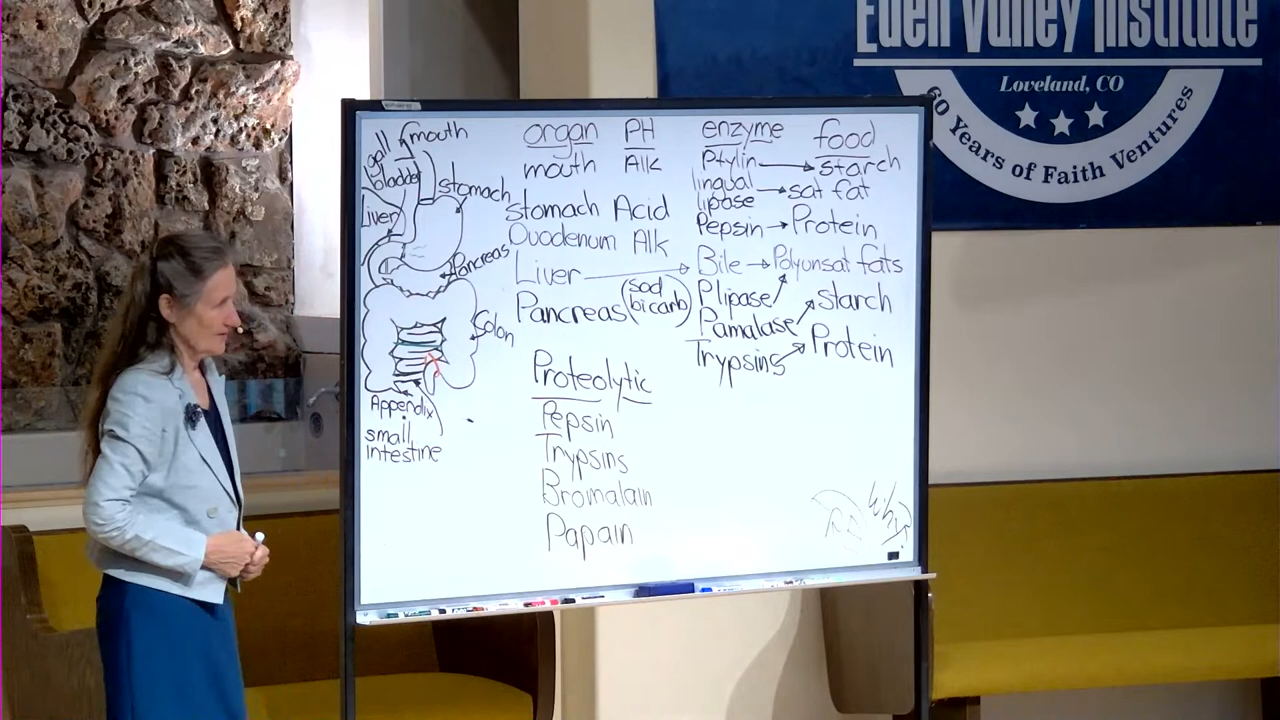 Eden Valley Institute
Loveland, CO
60 Years of Faith Ventures
gall bladder
mouth
stomach
Liver
Pancreas
Colon
Appendix
small intestine
organ PH enzyme food
mouth Alk Ptylin starch
lingual lipase sat fat
Stomach Acid Pepsin Protein
Duodenum Alk
Liver Bile Polyunsat fats
Pancreas (sod bicarb) Plipase
Pamalase starch
Trypsins Protein
Proteolytic
Pepsin
Trypsins
Bromalain
Papain
why?